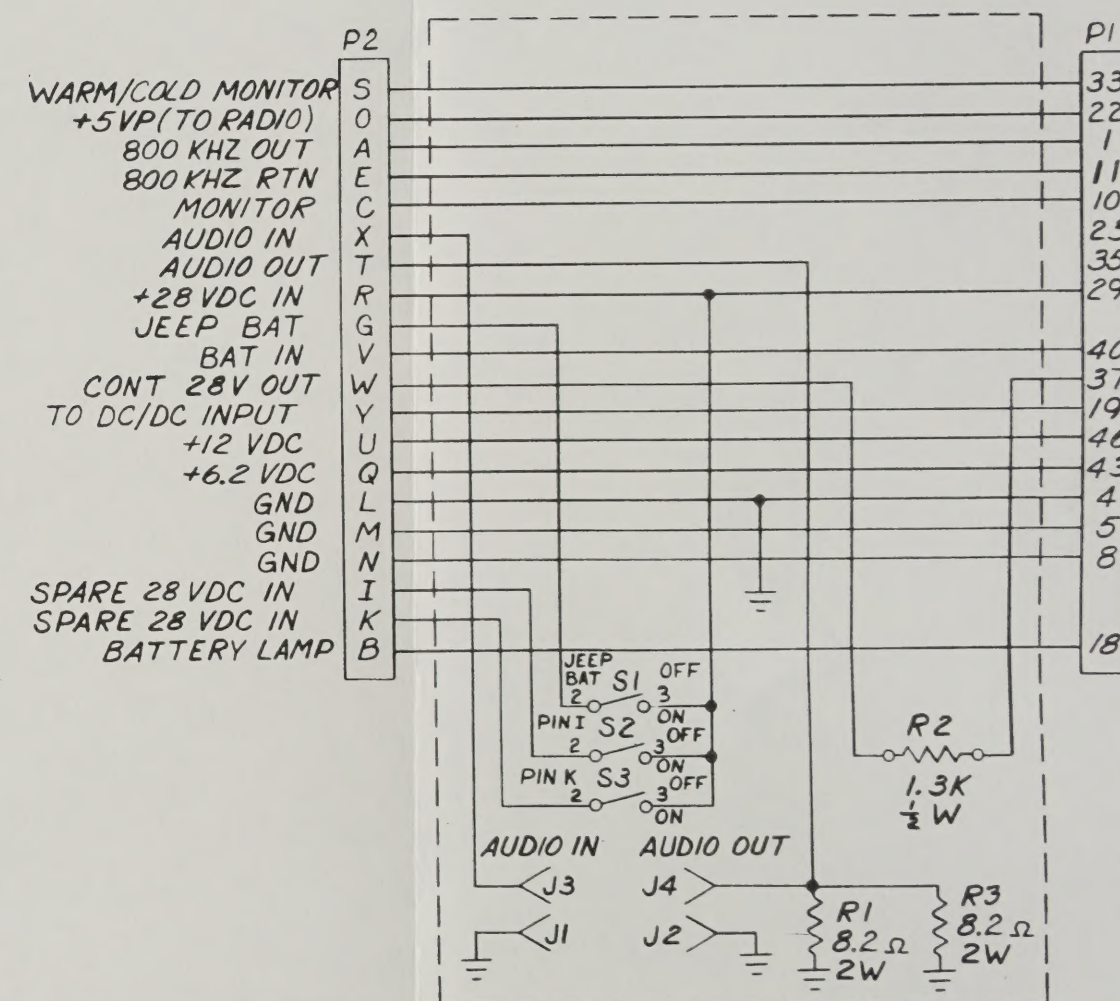 P2
P1
WARM/COLD MONITOR S 33
+5VP (TO RADIO) O 22
800 KHZ OUT A 1
800 KHZ RTN E 11
MONITOR C 10
AUDIO IN X 25
AUDIO OUT T 35
+28 VDC IN R 29
JEEP BAT G
BAT IN V 40
CONT 28V OUT W 37
TO DC/DC INPUT Y 19
+12 VDC U 46
+6.2 VDC Q 43
GND L 4
GND M 5
GND N 8
SPARE 28 VDC IN I
SPARE 28 VDC IN K
BATTERY LAMP B 18
JEEP
BAT S1 OFF
2 3
ON
PIN I S2 OFF
2 3
ON
PIN K S3 OFF
2 3
ON
R2
1.3K
1/2 W
AUDIO IN AUDIO OUT
J3 J4
J1 J2
R1
8.2 Ω
2W
R3
8.2 Ω
2W